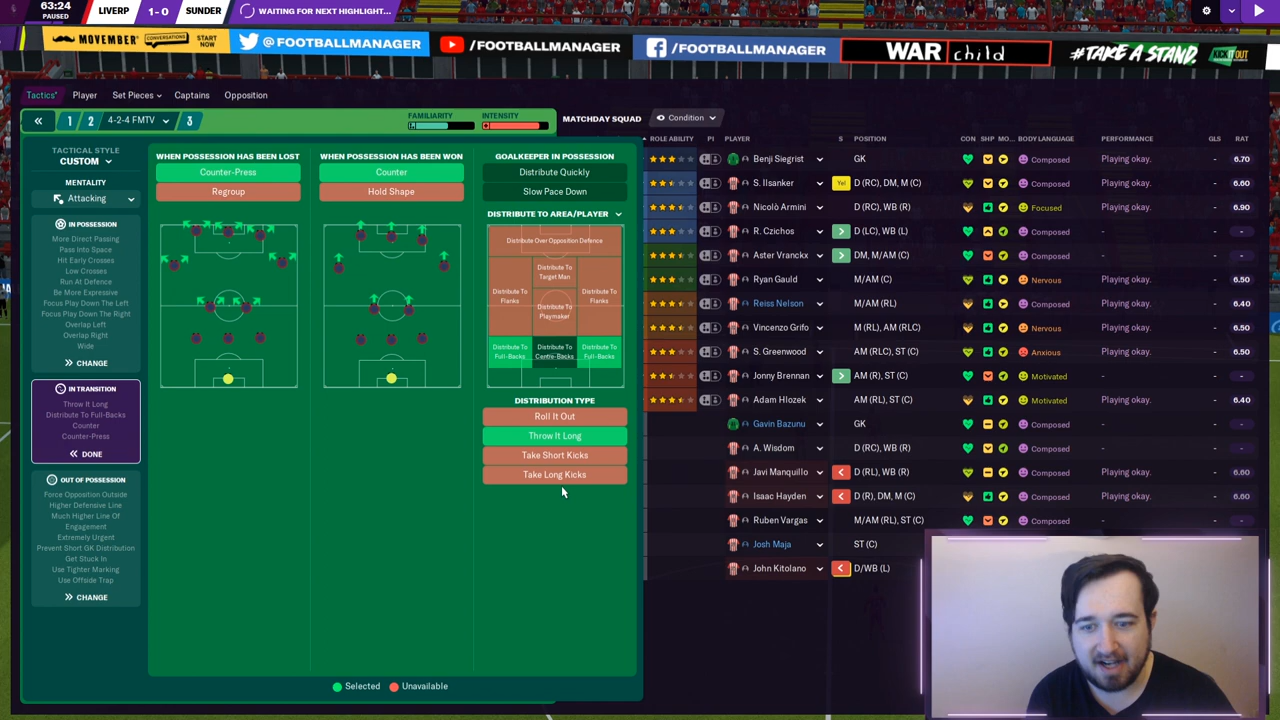 63:24
PAUSED
LIVERP
1 - 0
SUNDER
WAITING FOR NEXT HIGHLIGHT...
MOVEMBER
CONVERSATIONS
START NOW
@FOOTBALLMANAGER
/FOOTBALLMANAGER
/FOOTBALLMANAGER
WAR child
#TAKE A STAND.
KICK IT OUT
Tactics* Player Set Pieces Captains Opposition
1 2 4-2-4 FMTV 3
FAMILIARITY
INTENSITY
MATCHDAY SQUAD
Condition
TACTICAL STYLE
CUSTOM
MENTALITY
Attacking
IN POSSESSION
More Direct Passing
Pass Into Space
Hit Early Crosses
Low Crosses
Run At Defence
Be More Expressive
Focus Play Down The Left
Focus Play Down The Right
Overlap Left
Overlap Right
Wide
CHANGE
IN TRANSITION
Throw It Long
Distribute To Full-Backs
Counter
Counter-Press
DONE
OUT OF POSSESSION
Force Opposition Outside
Higher Defensive Line
Much Higher Line Of
Engagement
Extremely Urgent
Prevent Short GK Distribution
Get Stuck In
Use Tighter Marking
Use Offside Trap
CHANGE
WHEN POSSESSION HAS BEEN LOST
Counter-Press
Regroup
WHEN POSSESSION HAS BEEN WON
Counter
Hold Shape
GOALKEEPER IN POSSESSION
Distribute Quickly
Slow Pace Down
DISTRIBUTE TO AREA/PLAYER
Distribute Over Opposition Defence
Distribute To Target Man
Distribute To Flanks
Distribute To Playmaker
Distribute To Flanks
Distribute To Full-Backs
Distribute To Centre-Backs
Distribute To Full-Backs
DISTRIBUTION TYPE
Roll It Out
Throw It Long
Take Short Kicks
Take Long Kicks
Selected
Unavailable
ROLE ABILITY PI PLAYER S POSITION CON SHP MO... BODY LANGUAGE PERFORMANCE GLS RAT
Benji Siegrist GK Composed Playing okay. - 6.70
S. Ilsanker Yel D (RC), DM, M (C) Composed Playing okay. - 6.60
Nicolò Armini D (RC), WB (R) Focused Playing okay. - 6.90
R. Czichos D (LC), WB (L) Composed - - -
Aster Vranckx DM, M/AM (C) Composed - - -
Ryan Gauld M/AM (C) Nervous Playing okay. - 6.50
Reiss Nelson M/AM (RL) Composed Playing okay. - 6.40
Vincenzo Grifo M (RL), AM (RLC) Nervous Playing okay. - 6.50
S. Greenwood AM (RLC), ST (C) Anxious Playing okay. - 6.50
Jonny Brennan AM (R), ST (C) Motivated - - -
Adam Hlozek AM (RL), ST (C) Motivated Playing okay. - 6.40
Gavin Bazunu GK Composed - - -
A. Wisdom D (RC), WB (R) Composed - - -
Javi Manquillo D (RL), WB (R) Composed Playing okay. - 6.60
Isaac Hayden D (R), DM, M (C) Composed Playing okay. - 6.60
Ruben Vargas M/AM (RL), ST (C) Composed - - -
Josh Maja ST (C)
John Kitolano D/WB (L)